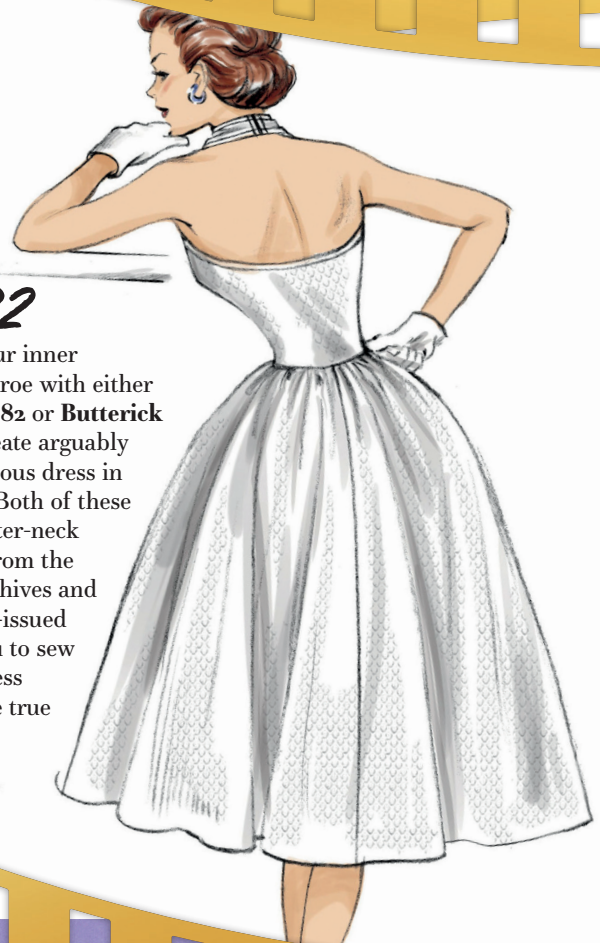 2
ur inner
roe with either
82 or Butterick
eate arguably
ous dress in
Both of these
ter-neck
rom the
hives and
-issued
u to sew
ess
e true